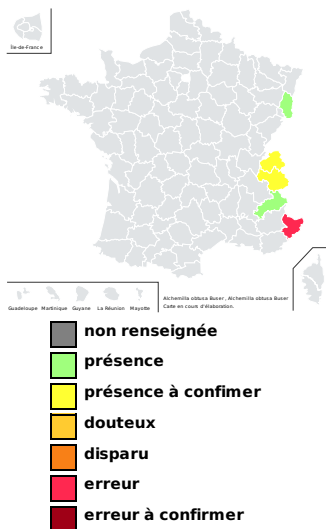 Île-de-France
Guadeloupe Martinique Guyane La Réunion Mayotte
Alchemilla obtusa Buser , Alchemilla obtusa Buser
Carte en cours d'élaboration.
non renseignée
présence
présence à confimer
douteux
disparu
erreur
erreur à confirmer